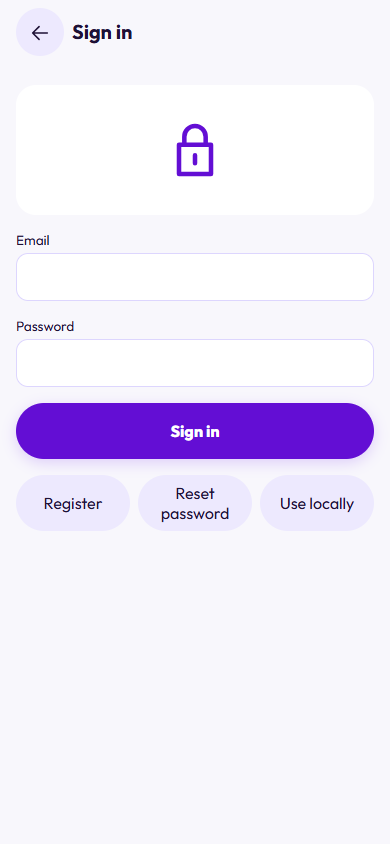 Sign in
Email
Password
Sign in
Register
Reset
password
Use locally